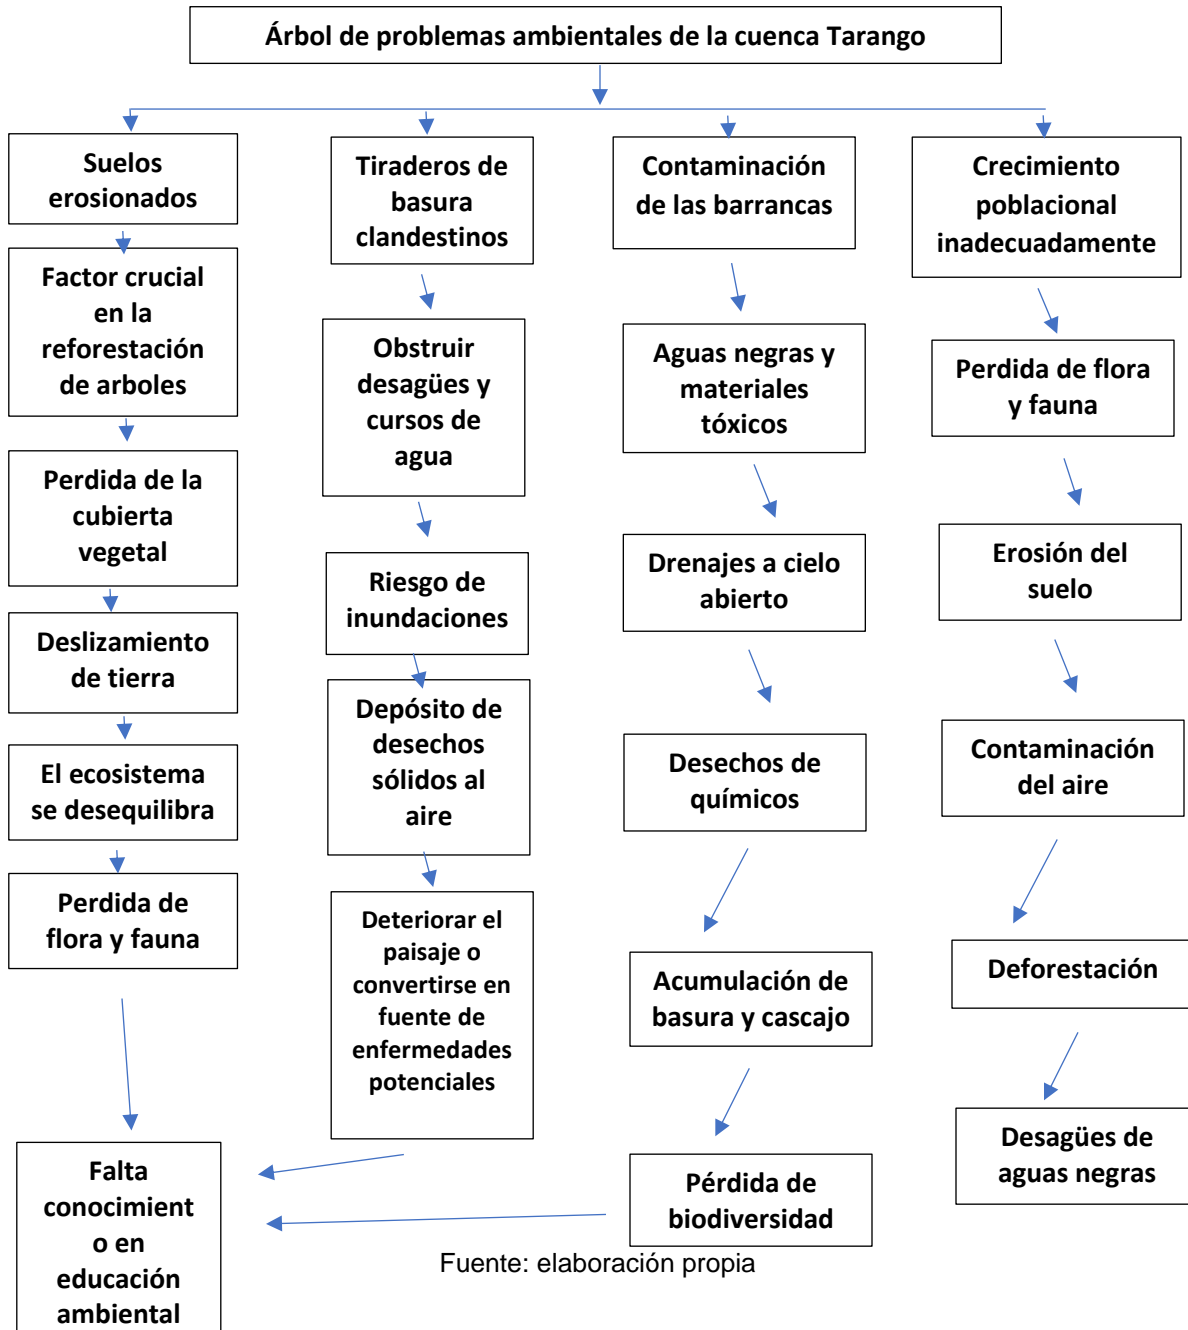 Árbol de problemas ambientales de la cuenca Tarango
Suelos
erosionados
Factor crucial
en la
reforestación
de arboles
Perdida de la
cubierta
vegetal
Deslizamiento
de tierra
El ecosistema
se desequilibra
Perdida de
flora y fauna
Falta
conocimient
o en
educación
ambiental
Tiraderos de
basura
clandestinos
Obstruir
desagües y
cursos de
agua
Riesgo de
inundaciones
Depósito de
desechos
sólidos al
aire
Deteriorar el
paisaje o
convertirse en
fuente de
enfermedades
potenciales
Contaminación
de las barrancas
Aguas negras y
materiales
tóxicos
Drenajes a cielo
abierto
Desechos de
químicos
Acumulación de
basura y cascajo
Pérdida de
biodiversidad
Crecimiento
poblacional
inadecuadamente
Perdida de flora
y fauna
Erosión del
suelo
Contaminación
del aire
Deforestación
Desagües de
aguas negras
Fuente: elaboración propia